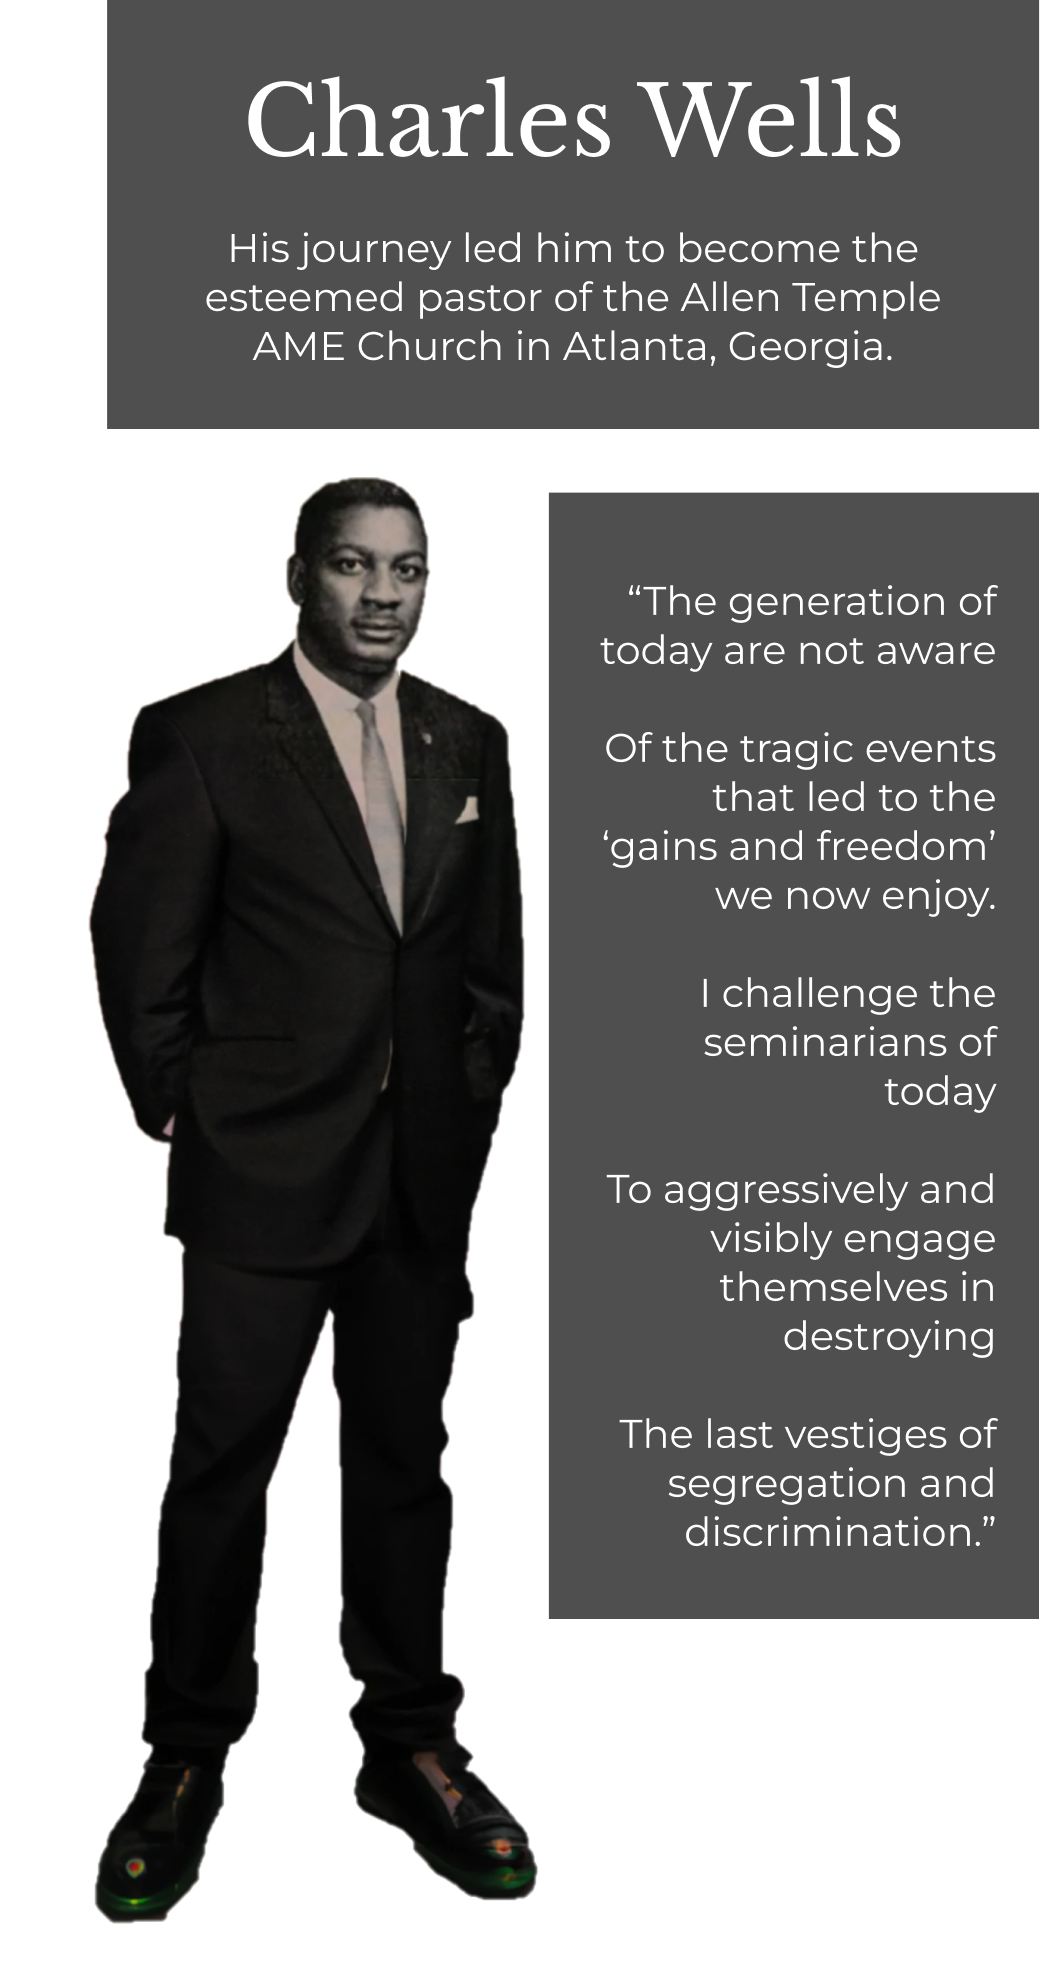 Charles Wells
His journey led him to become the
esteemed pastor of the Allen Temple
AME Church in Atlanta, Georgia.
“The generation of
today are not aware
Of the tragic events
that led to the
‘gains and freedom’
we now enjoy.
I challenge the
seminarians of
today
To aggressively and
visibly engage
themselves in
destroying
The last vestiges of
segregation and
discrimination.”